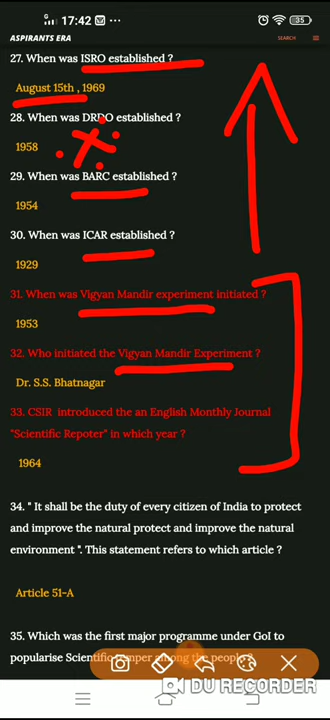 17:42
35
ASPIRANTS ERA
SEARCH
27. When was ISRO established ?
August 15th , 1969
28. When was DRDO established ?
1958
29. When was BARC established ?
1954
30. When was ICAR established ?
1929
31. When was Vigyan Mandir experiment initiated ?
1953
32. Who initiated the Vigyan Mandir Experiment ?
Dr. S.S. Bhatnagar
33. CSIR introduced the an English Monthly Journal
"Scientific Repoter" in which year ?
1964
34. " It shall be the duty of every citizen of India to protect
and improve the natural protect and improve the natural
environment ". This statement refers to which article ?
Article 51-A
35. Which was the first major programme under GoI to
popularise Scientific temper among the people ?
DU RECORDER